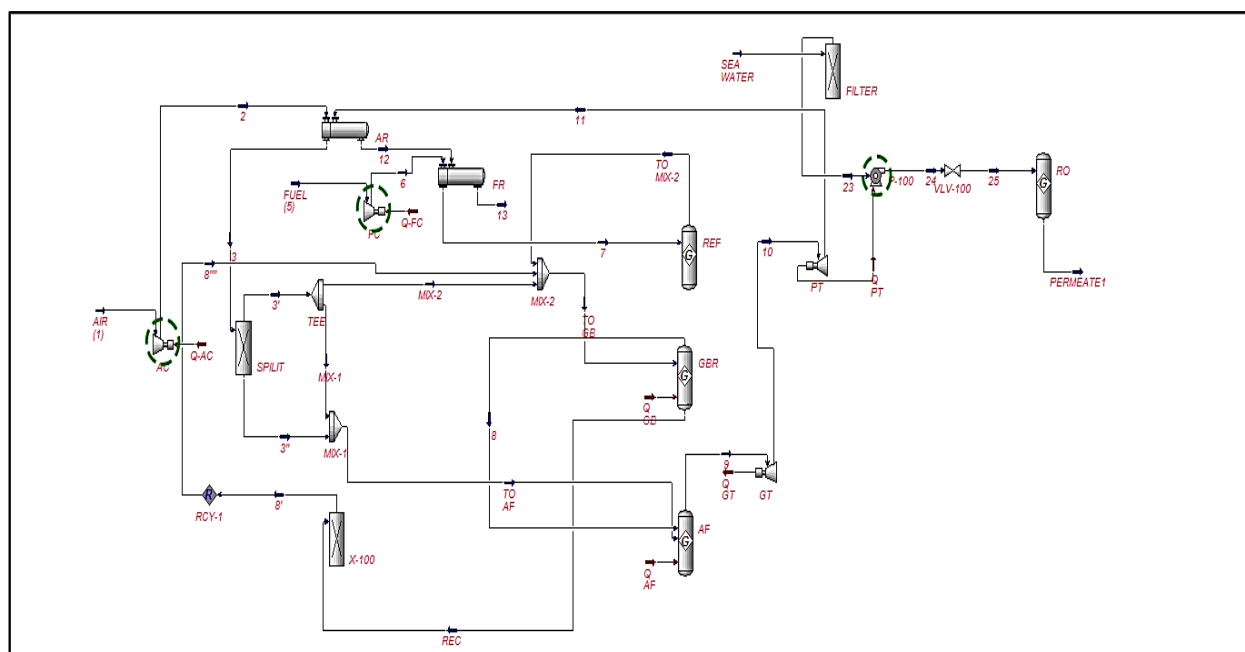 SEA
WATER
FILTER
2
11
AR
12
TO
MIX-2
6
FR
FUEL
(5)
13
FC
Q-FC
23
P-100
24
VLV-100
25
RO
3
8""
7
REF
10
PT
Q
PT
PERMEATE1
3'
TEE
MIX-2
MIX-2
AIR
(1)
AC
Q-AC
SPILIT
MIX-1
TO
GB
GBR
Q
GB
8
3"
MIX-1
9
Q
GT
GT
TO
AF
RCY-1
8'
X-100
AF
Q
AF
REC
R
G
G
G
G